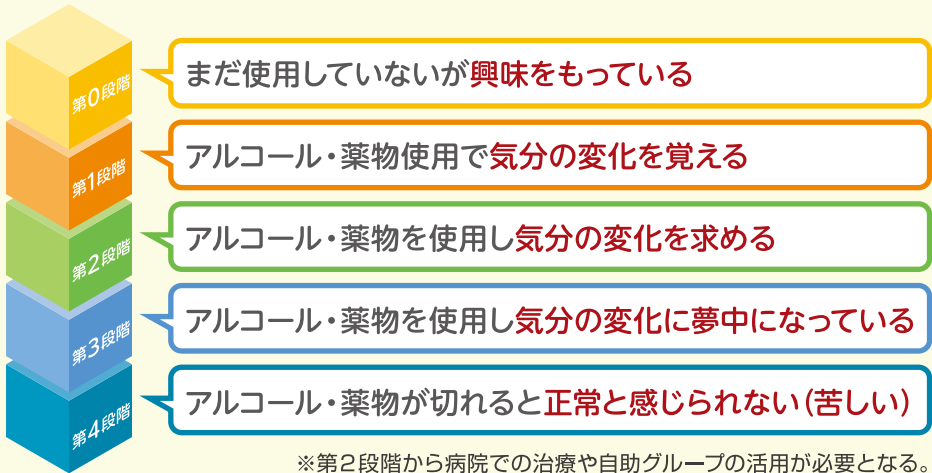 第0段階
まだ使用していないが興味をもっている
第1段階
アルコール・薬物使用で気分の変化を覚える
第2段階
アルコール・薬物を使用し気分の変化を求める
第3段階
アルコール・薬物を使用し気分の変化に夢中になっている
第4段階
アルコール・薬物が切れると正常と感じられない(苦しい)
※第2段階から病院での治療や自助グループの活用が必要となる。